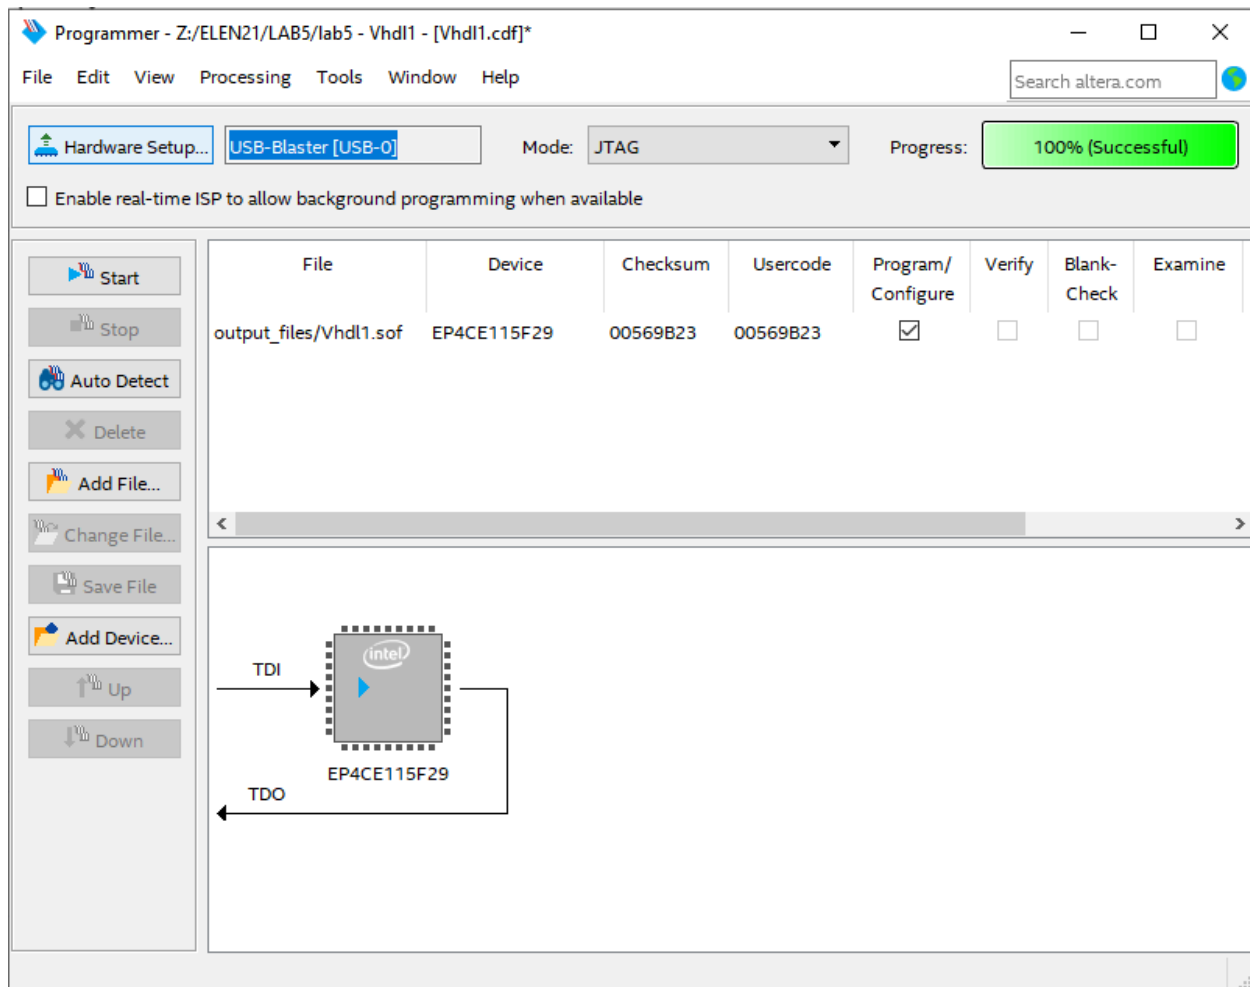 Programmer - Z:/ELEN21/LAB5/lab5 - Vhdl1 - [Vhdl1.cdf]*
File Edit View Processing Tools Window Help
Search altera.com
Hardware Setup... USB-Blaster [USB-0] Mode: JTAG Progress: 100% (Successful)
Enable real-time ISP to allow background programming when available
Start
Stop
Auto Detect
Delete
Add File...
Change File...
Save File
Add Device...
Up
Down
File Device Checksum Usercode Program/ Verify Blank- Examine
Configure Check
output_files/Vhdl1.sof EP4CE115F29 00569B23 00569B23
intel
TDI
EP4CE115F29
TDO